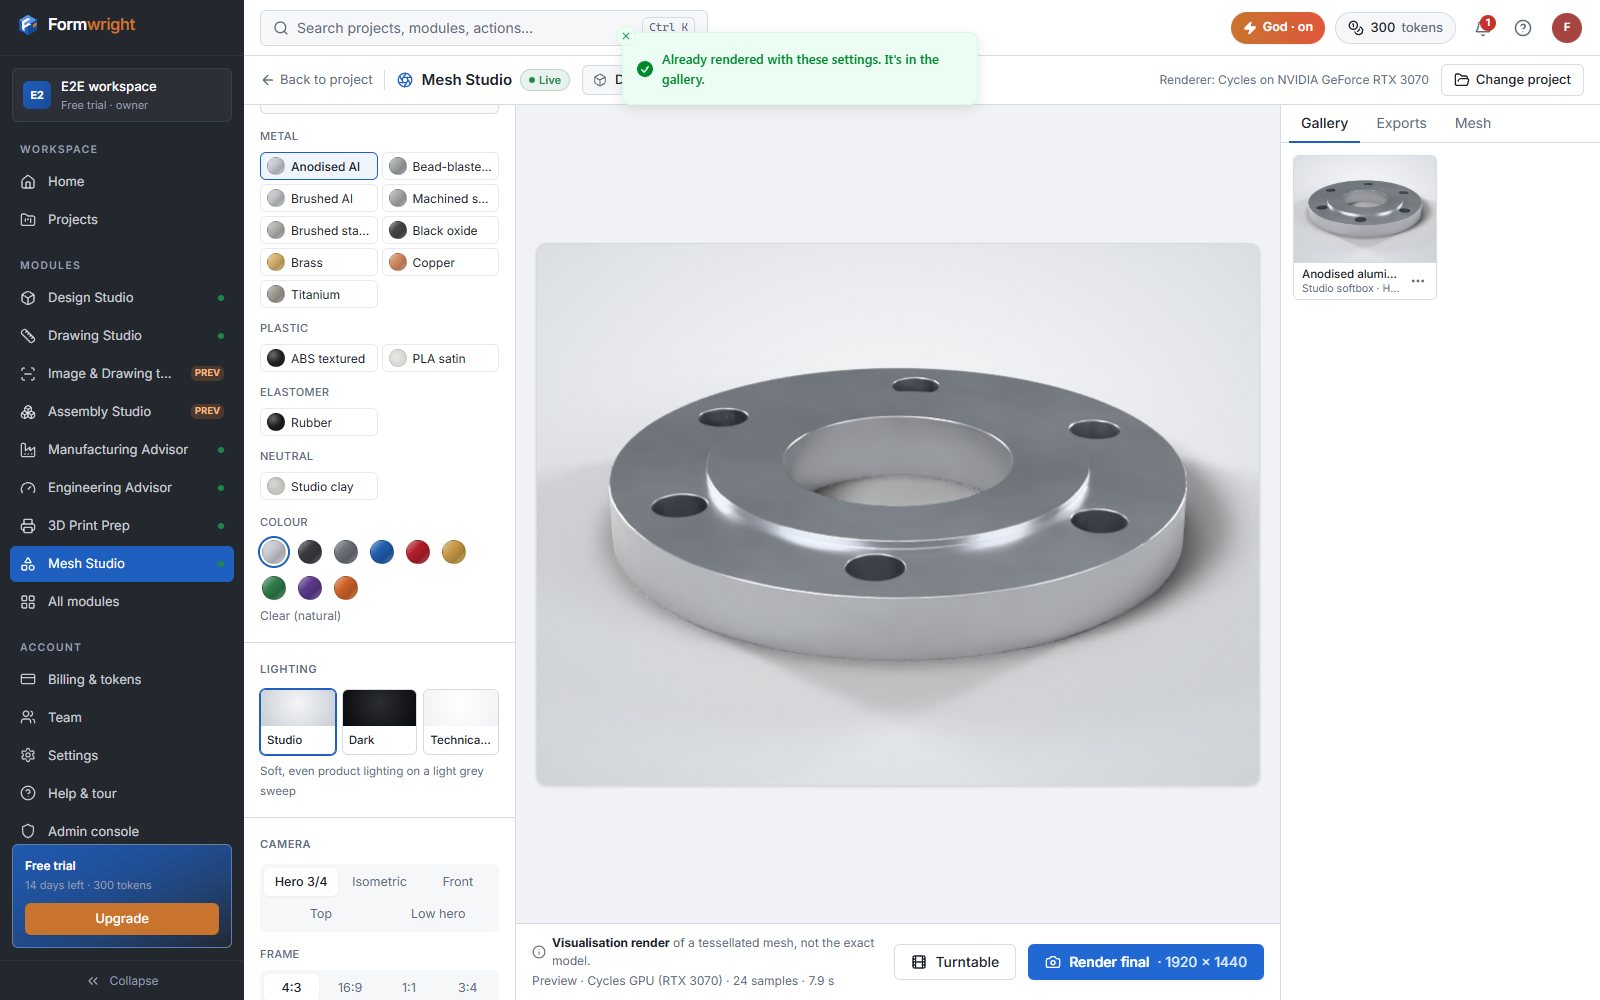 Formwright
Search projects, modules, actions...
Ctrl K
God · on
300 tokens
1
F
Already rendered with these settings. It's in the
gallery.
E2
E2E workspace
Free trial · owner
Back to project
Mesh Studio
Live
D
Renderer: Cycles on NVIDIA GeForce RTX 3070
Change project
WORKSPACE
Home
Projects
MODULES
Design Studio
Drawing Studio
Image & Drawing t... PREV
Assembly Studio PREV
Manufacturing Advisor
Engineering Advisor
3D Print Prep
Mesh Studio
All modules
ACCOUNT
Billing & tokens
Team
Settings
Help & tour
Admin console
Free trial
14 days left · 300 tokens
Upgrade
Collapse
METAL
Anodised Al
Bead-blaste...
Brushed Al
Machined s...
Brushed sta...
Black oxide
Brass
Copper
Titanium
PLASTIC
ABS textured
PLA satin
ELASTOMER
Rubber
NEUTRAL
Studio clay
COLOUR
Clear (natural)
LIGHTING
Studio
Dark
Technica...
Soft, even product lighting on a light grey
sweep
CAMERA
Hero 3/4
Isometric
Front
Top
Low hero
FRAME
4:3
16:9
1:1
3:4
Visualisation render of a tessellated mesh, not the exact
model.
Preview · Cycles GPU (RTX 3070) · 24 samples · 7.9 s
Turntable
Render final · 1920 × 1440
Gallery
Exports
Mesh
Anodised alumi...
Studio softbox · H...